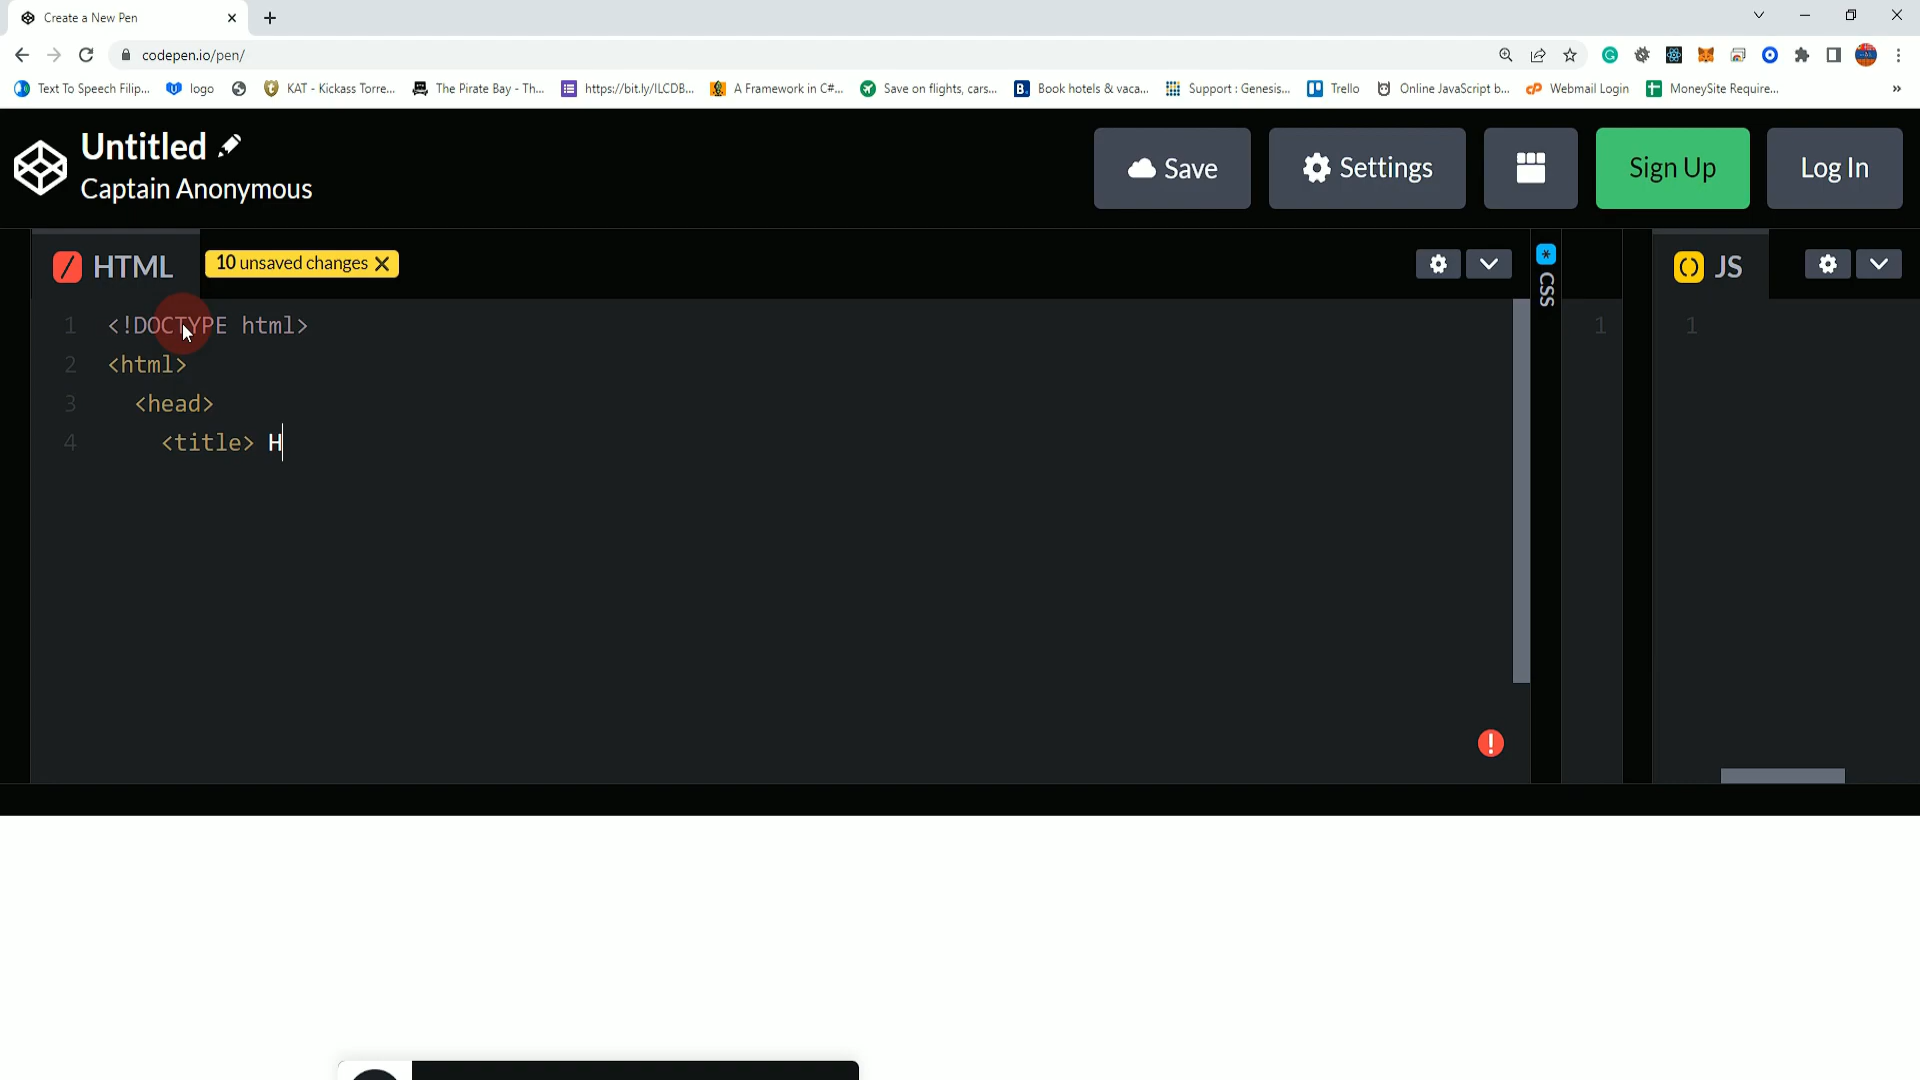 Create a New Pen
codepen.io/pen/
Text To Speech Filip...
logo
KAT - Kickass Torre...
The Pirate Bay - Th...
https://bit.ly/ILCDB...
A Framework in C#...
Save on flights, cars...
B.
Book hotels & vaca...
Support : Genesis...
Trello
Online JavaScript b...
cP
Webmail Login
MoneySite Require...
»
Untitled
Captain Anonymous
Save
Settings
Sign Up
Log In
/ HTML
10 unsaved changes
* CSS
() JS
1 <!DOCTYPE html>
2 <html>
3 <head>
4 <title> H
1
1
!